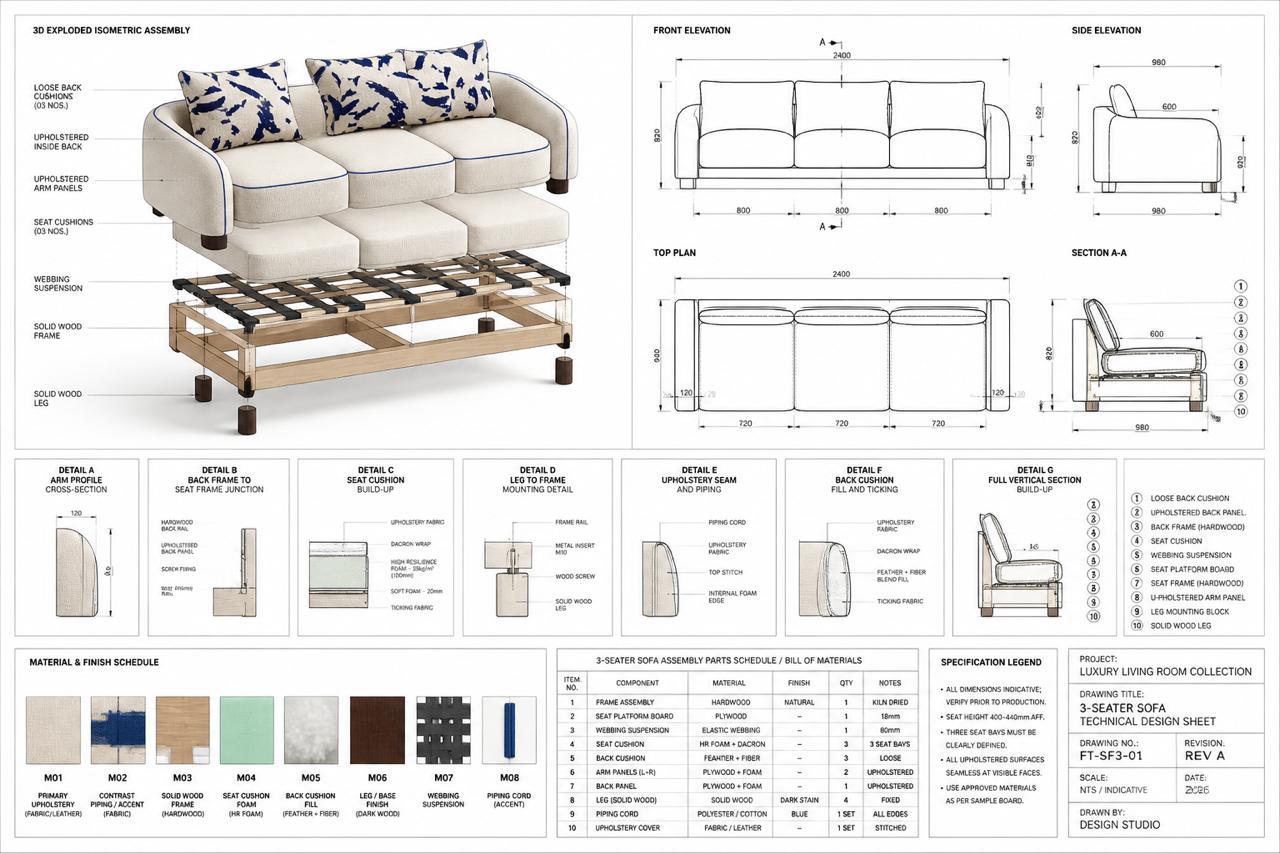 3D EXPLODED ISOMETRIC ASSEMBLY
LOOSE BACK
CUSHIONS
(03 NOS.)
UPHOLSTERED
INSIDE BACK
UPHOLSTERED
ARM PANELS
SEAT CUSHIONS
(03 NOS.)
WEBBING
SUSPENSION
SOLID WOOD
FRAME
SOLID WOOD
LEG
FRONT ELEVATION
A
2400
820
800
800
800
A
SIDE ELEVATION
980
600
820
980
TOP PLAN
2400
900
120
120
720
720
720
SECTION A-A
600
820
980
1
2
2
10
DETAIL A
ARM PROFILE
CROSS-SECTION
120
DETAIL B
BACK FRAME TO
SEAT FRAME JUNCTION
HARDWOOD
BACK RAIL
UPHOLSTERED
BACK PANEL
SCREW FIXING
DETAIL C
SEAT CUSHION
BUILD-UP
UPHOLSTERY FABRIC
DACRON WRAP
HIGH RESILIENCE
SOFT FOAM - 20mm
TICKING FABRIC
DETAIL D
LEG TO FRAME
MOUNTING DETAIL
FRAME RAIL
METAL INSERT
M10
WOOD SCREW
SOLID WOOD
LEG
DETAIL E
UPHOLSTERY SEAM
AND PIPING
PIPING CORD
UPHOLSTERY
FABRIC
TOP STITCH
INTERNAL FOAM
EDGE
DETAIL F
BACK CUSHION
FILL AND TICKING
UPHOLSTERY
FABRIC
DACRON WRAP
FEATHER + FIBER
BLEND FILL
TICKING FABRIC
DETAIL G
FULL VERTICAL SECTION
BUILD-UP
10
1 LOOSE BACK CUSHION
2 UPHOLSTERED BACK PANEL
3 BACK FRAME (HARDWOOD)
4 SEAT CUSHION
5 WEBBING SUSPENSION
SEAT PLATFORM BOARD
7 SEAT FRAME (HARDWOOD)
8 U-PHOLSTERED ARM PANEL
9 LEG MOUNTING BLOCK
10 SOLID WOOD LEG
MATERIAL & FINISH SCHEDULE
M01 M02 M03 M04 M05 M06 M07 M08
PRIMARY
UPHOLSTERY
(FABRIC/LEATHER)
CONTRAST
PIPING / ACCENT
(FABRIC)
SOLID WOOD
FRAME
(HARDWOOD)
SEAT CUSHON
FOAM
(HR FOAM)
BACK CUSHION
FILL
(FEATHER + FIBER)
LEG / BASE
FINISH
(DARK WOOD)
WEBBING
SUSPENSION
PIPING CORD
(ACCENT)
3-SEATER SOFA ASSEMBLY PARTS SCHEDULE / BILL OF MATERIALS
ITEM NO. COMPONENT MATERIAL FINISH QTY NOTES
1 FRAME ASSEMBLY HARDWOOD NATURAL 1 KILN DRIED
2 SEAT PLATFORM BOARD PLYWOOD – 1 18mm
3 WEBBING SUSPENSION ELASTIC WEBBING – 1 80mm
4 SEAT CUSHION HR FOAM + DACRON – 3 3 SEAT BAYS
5 BACK CUSHION FEAHTER + FIBER – 3 LOOSE
6 ARM PANELS (L+R) PLYWOOD + FOAM – 2 UPHOLSTERED
7 BACK PANEL PLYWOOD + FOAM – 1 UPHOLSTERED
8 LEG (SOLID WOOD) SOLID WOOD DARK STAIN 4 FIXED
9 PIPING CORD POLYESTER / COTTON BLUE 1 SET ALL EDGES
10 UPHOLSTERY COVER FABRIC / LEATHER – 1 SET STITCHED
SPECIFICATION LEGEND
• ALL DIMENSIONS INDICATIVE;
VERIFY PRIOR TO PRODUCTION.
• SEAT HEIGHT 400-440mm AFF.
• THREE SEAT BAYS MUST BE
CLEARLY DEFINED.
• ALL UPHOLSTERED SURFACES
SEAMLESS AT VISIBLE FACES.
• USE APPROVED MATERIALS
AS PER SAMPLE BOARD.
PROJECT:
LUXURY LIVING ROOM COLLECTION
DRAWING TITLE:
3-SEATER SOFA
TECHNICAL DESIGN SHEET
DRAWING NO.:
FT-SF3-01
REVISION.
REV A
SCALE:
NTS / INDICATIVE
DATE:
DRAWN BY:
DESIGN STUDIO